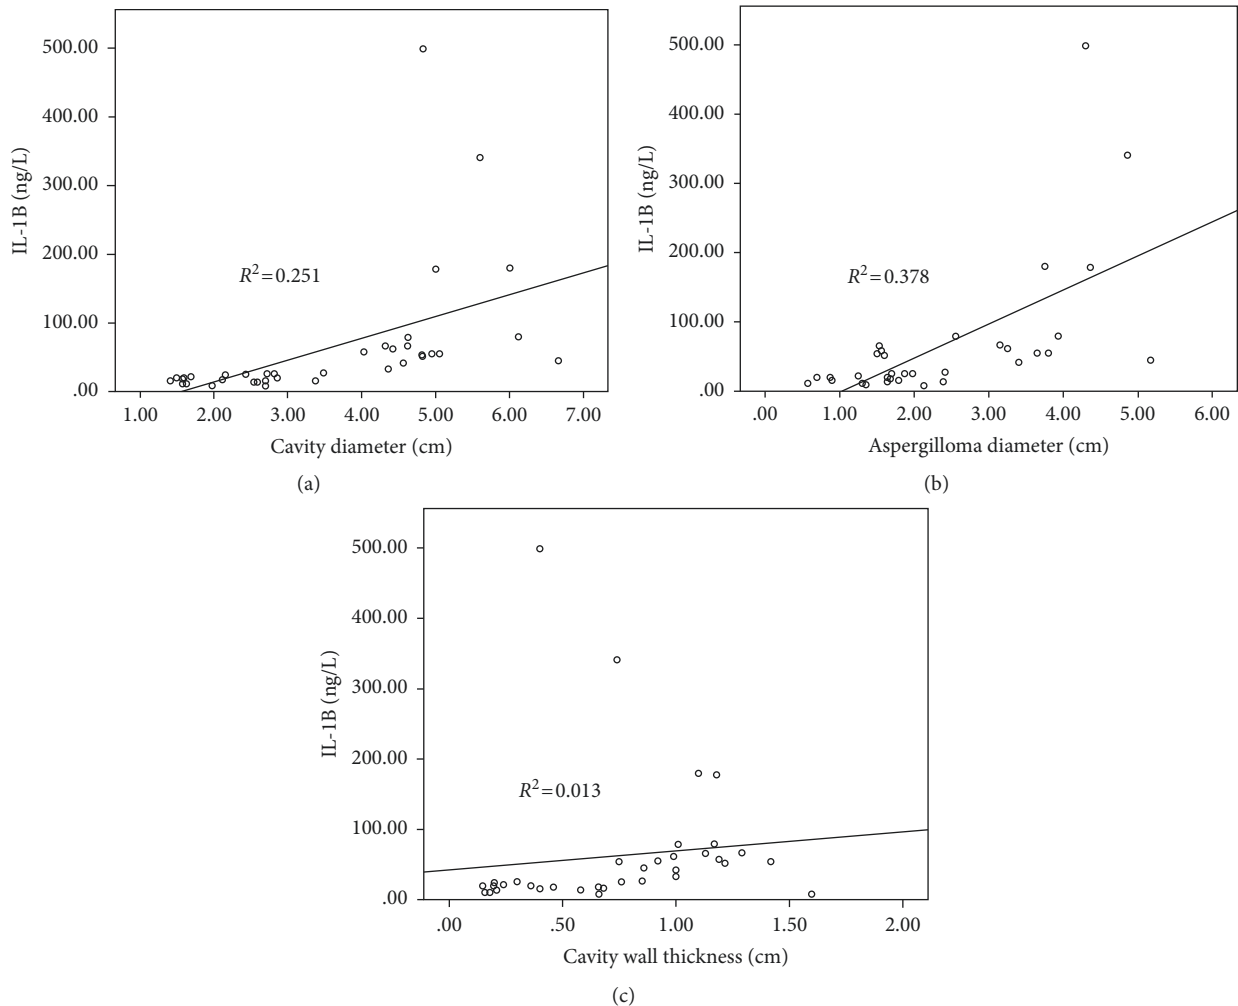 500.00
400.00
300.00
200.00
100.00
.00
IL-1B (ng/L)
R²=0.251
1.00 2.00 3.00 4.00 5.00 6.00 7.00
Cavity diameter (cm)
(a)
500.00
400.00
300.00
200.00
100.00
.00
IL-1B (ng/L)
R²=0.378
.00 1.00 2.00 3.00 4.00 5.00 6.00
Aspergilloma diameter (cm)
(b)
500.00
400.00
300.00
200.00
100.00
.00
IL-1B (ng/L)
R²=0.013
.00 .50 1.00 1.50 2.00
Cavity wall thickness (cm)
(c)